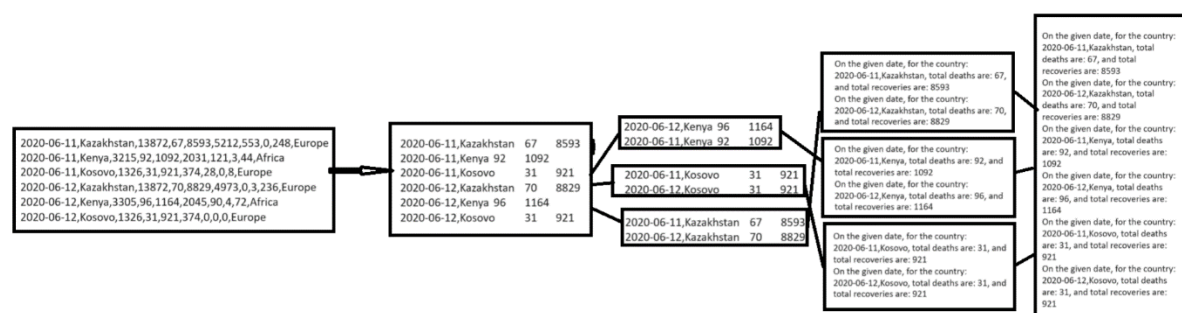 2020-06-11,Kazakhstan,13872,67,8593,5212,553,0,248,Europe
2020-06-11,Kenya,3215,92,1092,2031,121,3,44,Africa
2020-06-11,Kosovo,1326,31,921,374,28,0,8,Europe
2020-06-12,Kazakhstan,13872,70,8829,4973,0,3,236,Europe
2020-06-12,Kenya,3305,96,1164,2045,90,4,72,Africa
2020-06-12,Kosovo,1326,31,921,374,0,0,0,Europe
2020-06-11,Kazakhstan 67 8593
2020-06-11,Kenya 92 1092
2020-06-11,Kosovo 31 921
2020-06-12,Kazakhstan 70 8829
2020-06-12,Kenya 96 1164
2020-06-12,Kosovo 31 921
2020-06-12,Kenya 96 1164
2020-06-11,Kenya 92 1092
2020-06-11,Kosovo 31 921
2020-06-12,Kosovo 31 921
2020-06-11,Kazakhstan 67 8593
2020-06-12,Kazakhstan 70 8829
On the given date, for the country:
2020-06-11,Kazakhstan, total deaths are: 67,
and total recoveries are: 8593
On the given date, for the country:
2020-06-12,Kazakhstan, total deaths are: 70,
and total recoveries are: 8829
On the given date, for the country:
2020-06-11,Kenya, total deaths are: 92, and
total recoveries are: 1092
On the given date, for the country:
2020-06-12,Kenya, total deaths are: 96, and
total recoveries are: 1164
On the given date, for the country:
2020-06-11,Kosovo, total deaths are: 31, and
total recoveries are: 921
On the given date, for the country:
2020-06-12,Kosovo, total deaths are: 31, and
total recoveries are: 921
On the given date, for the country:
2020-06-11,Kazakhstan, total
deaths are: 67, and total
recoveries are: 8593
On the given date, for the country:
2020-06-12,Kazakhstan, total
deaths are: 70, and total
recoveries are: 8829
On the given date, for the country:
2020-06-11,Kenya, total deaths
are: 92, and total recoveries are:
1092
On the given date, for the country:
2020-06-12,Kenya, total deaths
are: 96, and total recoveries are:
1164
On the given date, for the country:
2020-06-11,Kosovo, total deaths
are: 31, and total recoveries are:
921
On the given date, for the country:
2020-06-12,Kosovo, total deaths
are: 31, and total recoveries are:
921